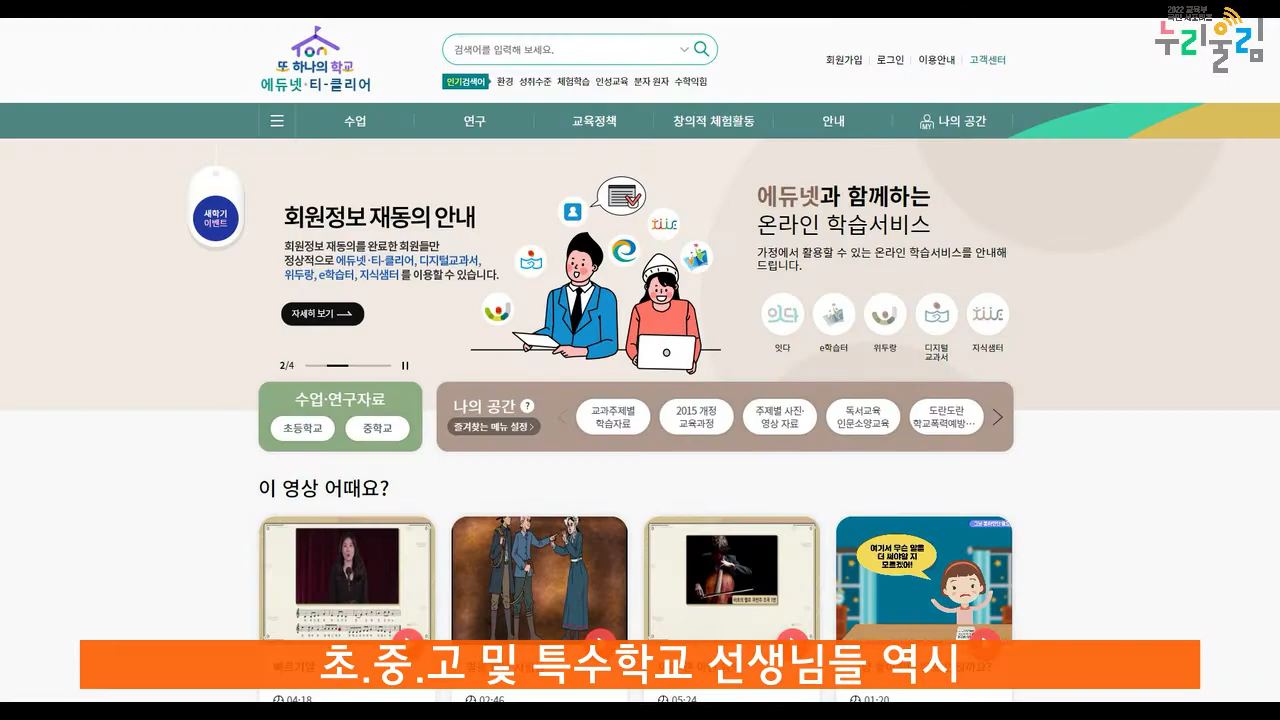 2022 교육부
국민 서포터즈
누리울림
Ton
또 하나의 학교
에듀넷·티-클리어
검색어를 입력해 보세요.
인기검색어 환경 성취수준 체험학습 인성교육 분자 원자 수학익힘
회원가입 로그인 이용안내 고객센터
수업 연구 교육정책 창의적 체험활동 안내 MY 나의 공간
새학기
이벤트
회원정보 재동의 안내
회원정보 재동의를 완료한 회원들만
정상적으로 에듀넷·티-클리어, 디지털교과서,
위두랑, e학습터, 지식샘터 를 이용할 수 있습니다.
자세히 보기
2/4
에듀넷과 함께하는
온라인 학습서비스
가정에서 활용할 수 있는 온라인 학습서비스를 안내해
드립니다.
잇다
잇다 e학습터 위두랑 디지털
교과서 지식샘터
수업·연구자료
초등학교 중학교
나의 공간 ?
즐겨찾는 메뉴 설정 >
교과주제별
학습자료
2015 개정
교육과정
주제별 사진·
영상 자료
독서교육
인문소양교육
도란도란
학교폭력예방…
이 영상 어때요?
여기서 무슨 말을
더 써야할 지
모르겠어!
초.중.고 및 특수학교 선생님들 역시
04:18 02:46 05:24 01:20